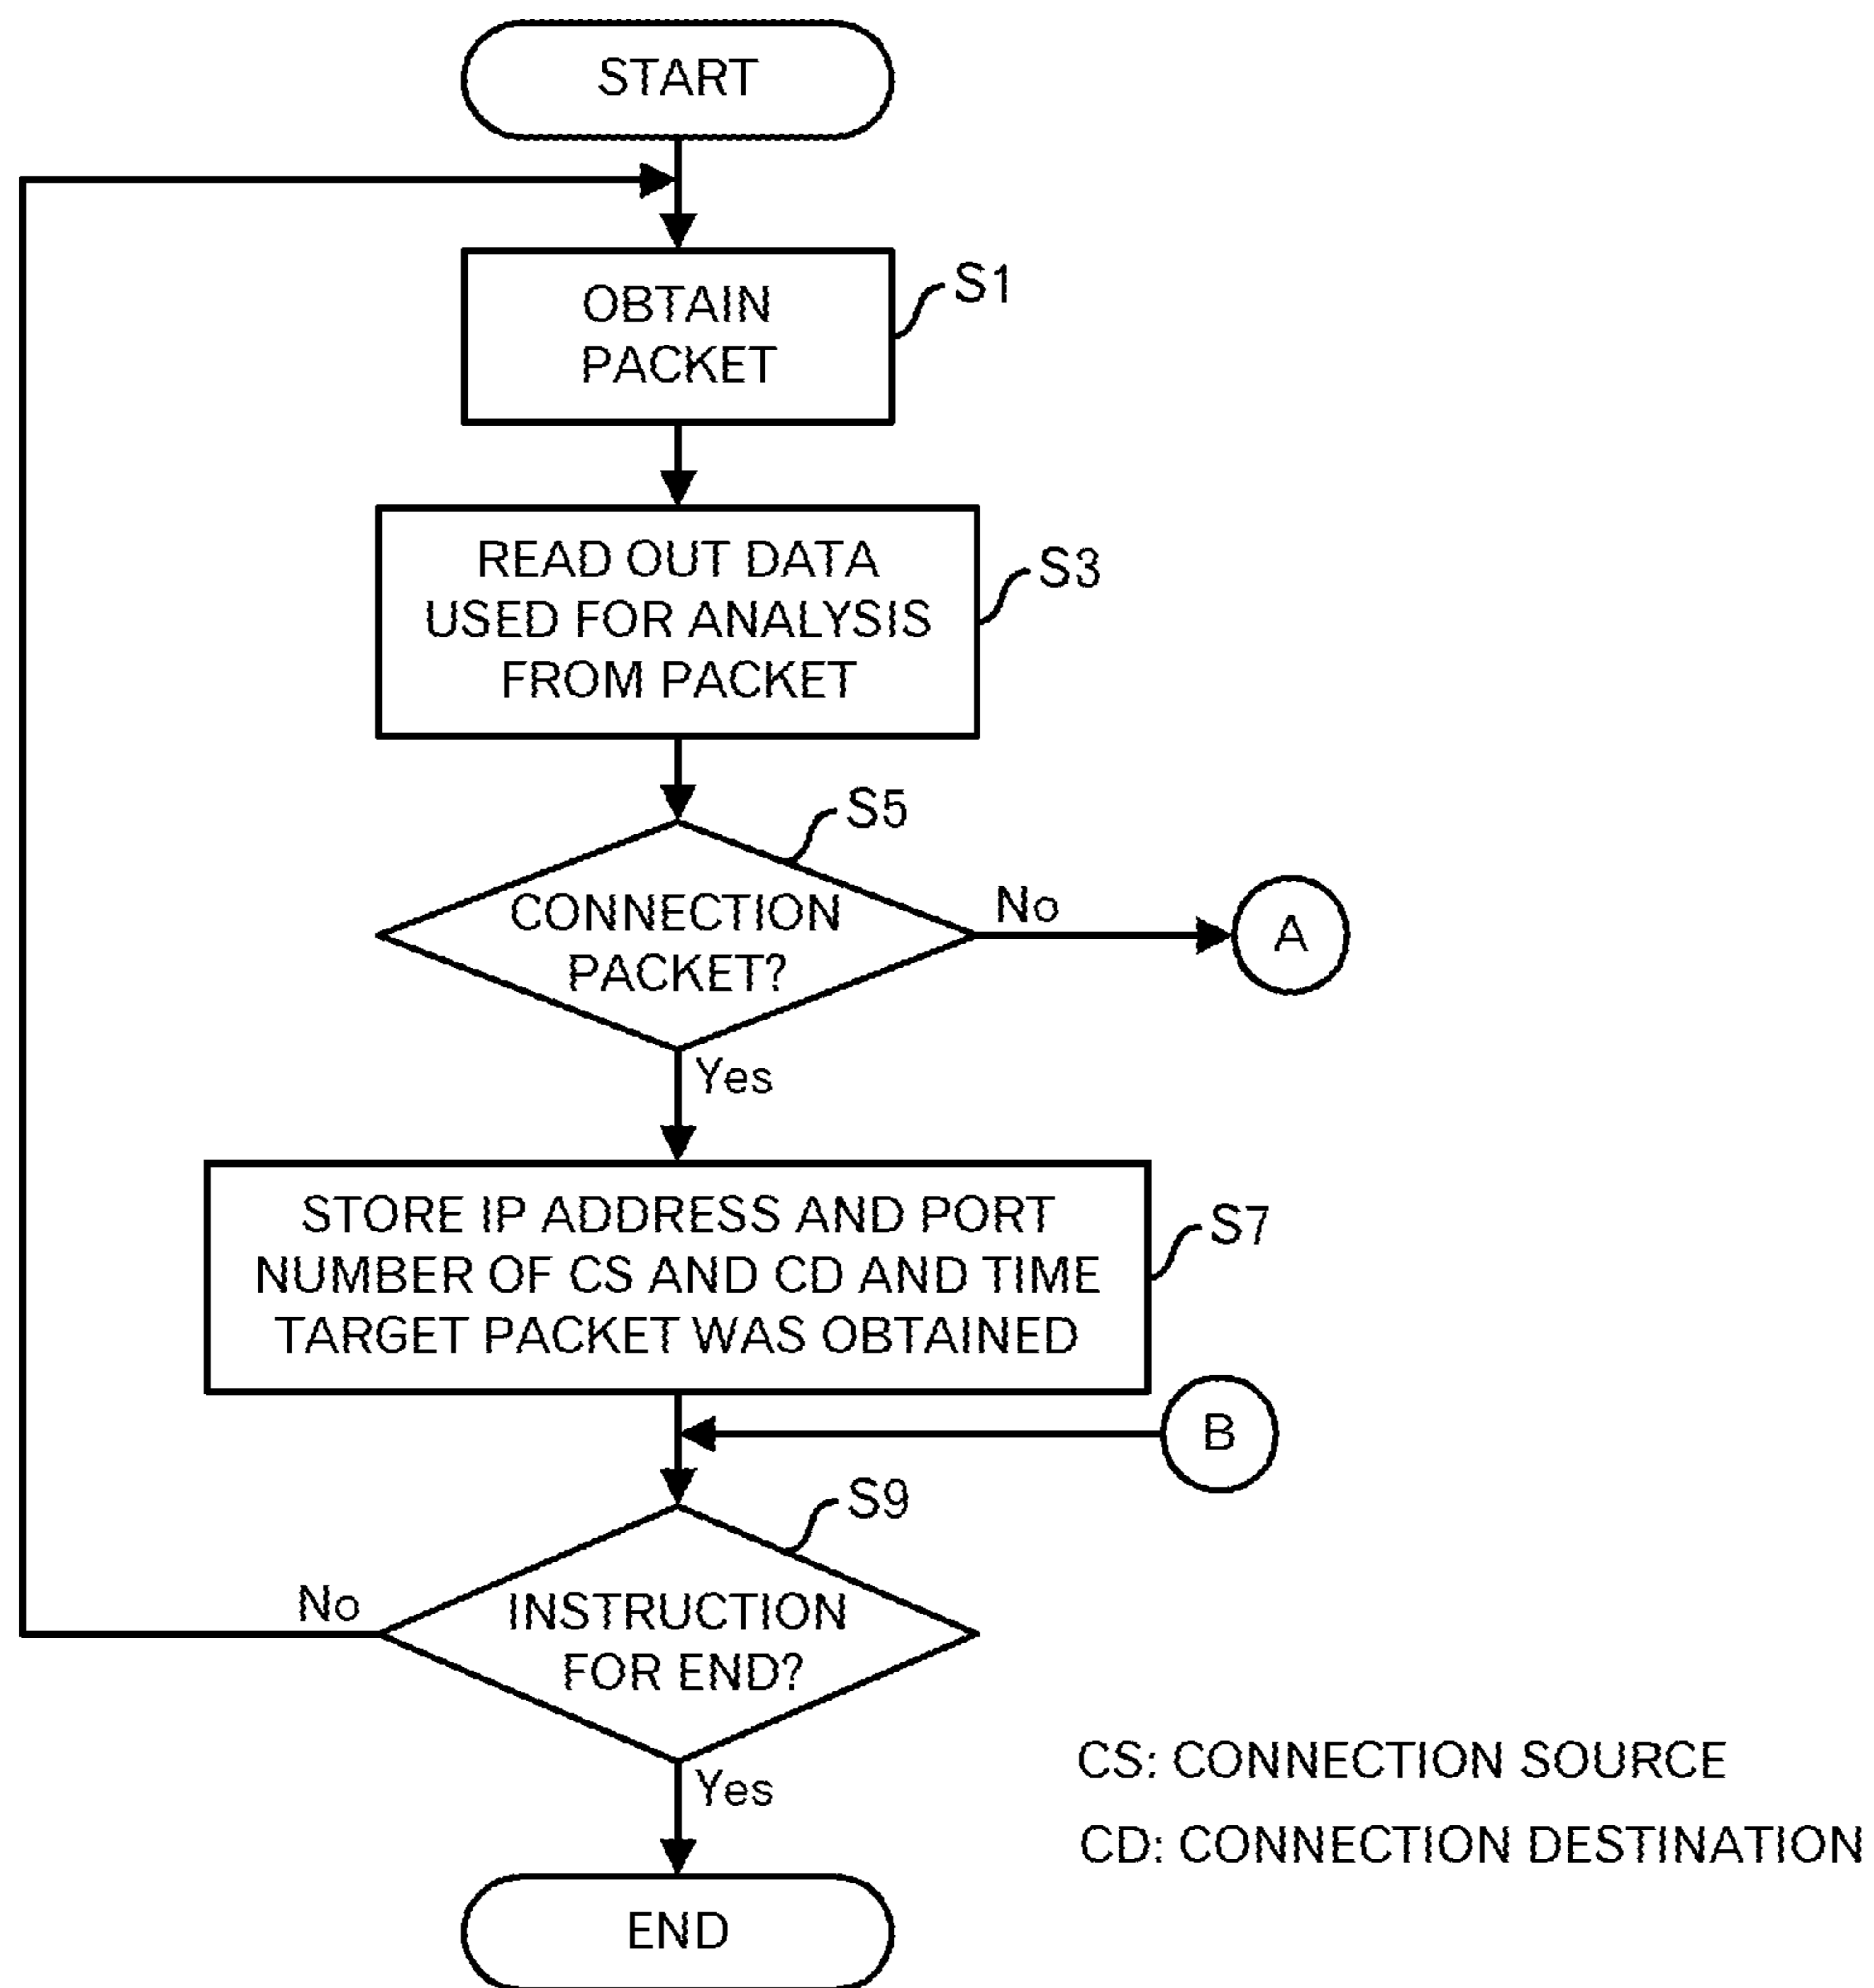 START
OBTAIN
PACKET
S1
READ OUT DATA
USED FOR ANALYSIS
FROM PACKET
S3
S5
CONNECTION
PACKET?
No
A
Yes
STORE IP ADDRESS AND PORT
NUMBER OF CS AND CD AND TIME
TARGET PACKET WAS OBTAINED
S7
B
S9
INSTRUCTION
FOR END?
No
Yes
END
CS: CONNECTION SOURCE
CD: CONNECTION DESTINATION